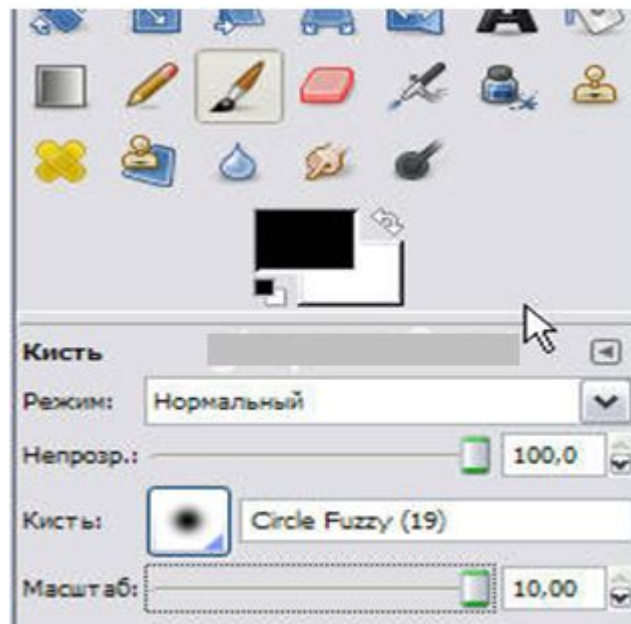 Кисть
Режим: Нормальный
Непрозр.: 100,0
Кисть: Circle Fuzzy (19)
Масштаб: 10,00